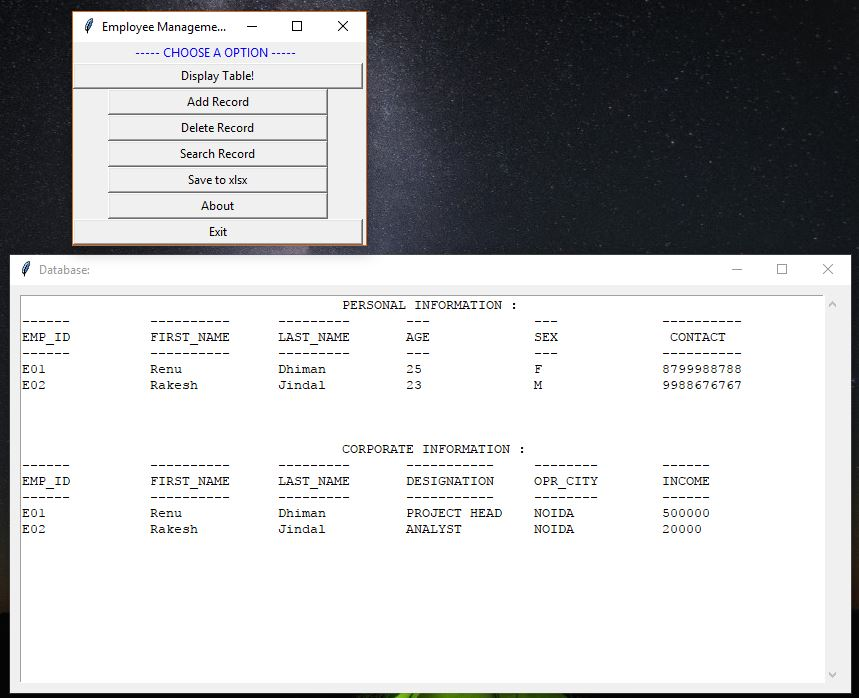 Employee Manageme...
----- CHOOSE A OPTION -----
Display Table!
Add Record
Delete Record
Search Record
Save to xlsx
About
Exit
Database:
PERSONAL INFORMATION :
------ ---------- --------- --- --- ----------
EMP_ID FIRST_NAME LAST_NAME AGE SEX CONTACT
------ ---------- --------- --- --- ----------
E01 Renu Dhiman 25 F 8799988788
E02 Rakesh Jindal 23 M 9988676767
CORPORATE INFORMATION :
------ ---------- --------- ----------- -------- ------
EMP_ID FIRST_NAME LAST_NAME DESIGNATION OPR_CITY INCOME
------ ---------- --------- ----------- -------- ------
E01 Renu Dhiman PROJECT HEAD NOIDA 500000
E02 Rakesh Jindal ANALYST NOIDA 20000